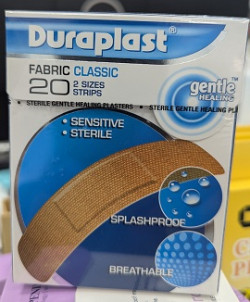 Duraplast®
FABRIC CLASSIC
20 2 SIZES
STRIPS
gentle
HEALING
• STERILE GENTLE HEALING PLASTERS • STERILE GENTLE HEALING PL
• SENSITIVE
• STERILE
SPLASHPROOF
BREATHABLE